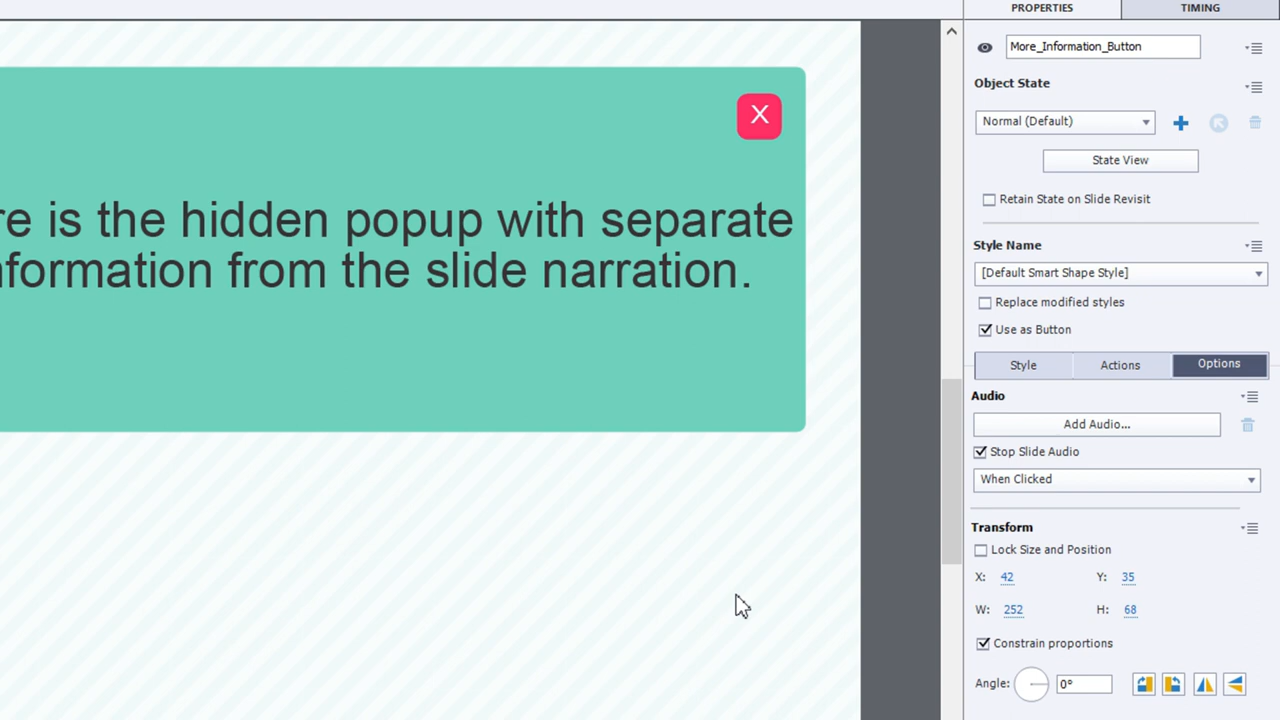 PROPERTIES TIMING
More_Information_Button
Object State
Normal (Default)
State View
Retain State on Slide Revisit
Style Name
[Default Smart Shape Style]
Replace modified styles
Use as Button
Style Actions Options
Audio
Add Audio...
Stop Slide Audio
When Clicked
Transform
Lock Size and Position
X: 42 Y: 35
W: 252 H: 68
Constrain proportions
Angle: 0°
X
re is the hidden popup with separate
nformation from the slide narration.